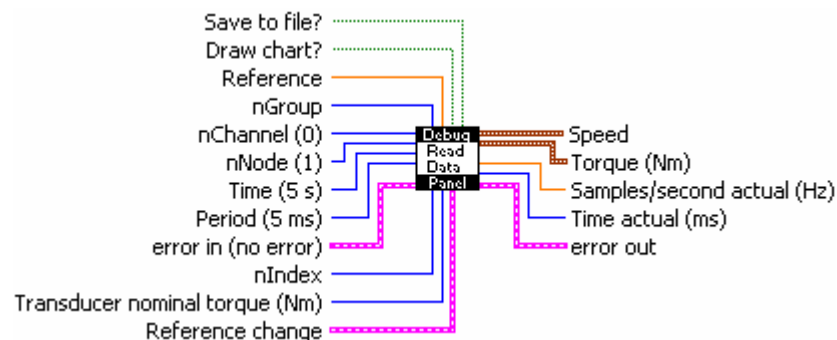 Save to file?
Draw chart?
Reference
nGroup
nChannel (0)
nNode (1)
Time (5 s)
Period (5 ms)
error in (no error)
nIndex
Transducer nominal torque (Nm)
Reference change
Debug
Read
Data
Panel
Speed
Torque (Nm)
Samples/second actual (Hz)
Time actual (ms)
error out